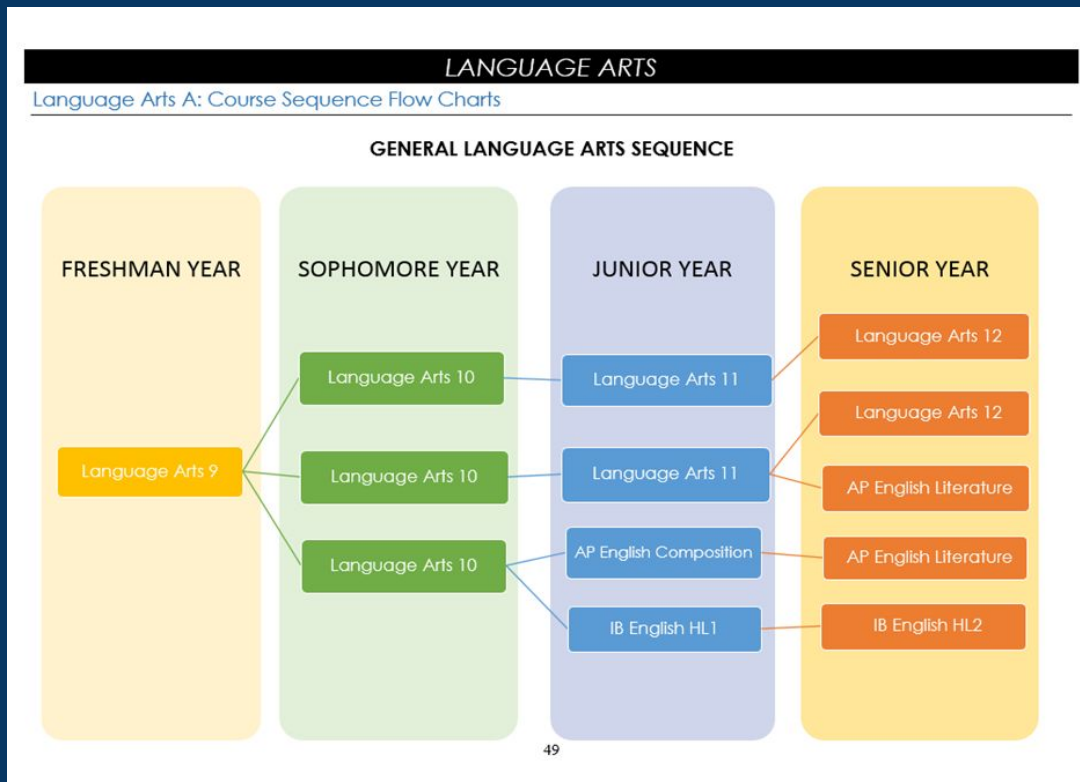 LANGUAGE ARTS
Language Arts A: Course Sequence Flow Charts
GENERAL LANGUAGE ARTS SEQUENCE
FRESHMAN YEAR
Language Arts 9
SOPHOMORE YEAR
Language Arts 10
Language Arts 10
Language Arts 10
JUNIOR YEAR
Language Arts 11
Language Arts 11
AP English Composition
IB English HL1
SENIOR YEAR
Language Arts 12
Language Arts 12
AP English Literature
AP English Literature
IB English HL2
49